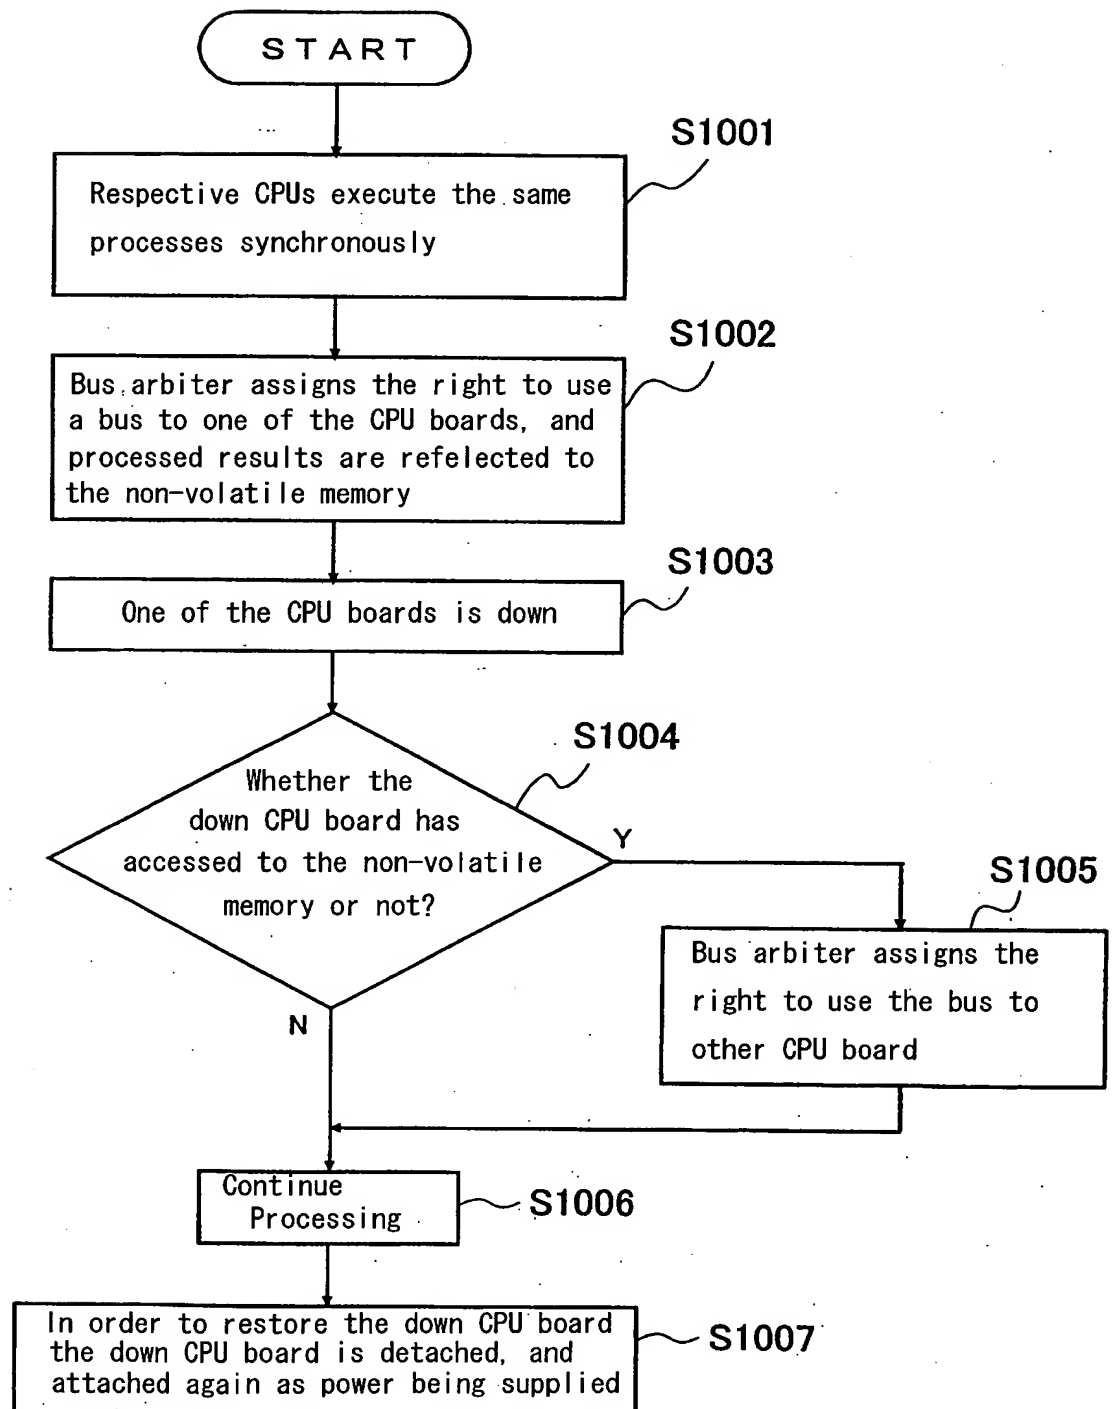 START
S1001
Respective CPUs execute the same
processes synchronously
S1002
Bus arbiter assigns the right to use
a bus to one of the CPU boards, and
processed results are refelected to
the non-volatile memory
S1003
One of the CPU boards is down
S1004
Whether the
down CPU board has
accessed to the non-volatile
memory or not?
Y
N
S1005
Bus arbiter assigns the
right to use the bus to
other CPU board
Continue
Processing
S1006
In order to restore the down CPU board
the down CPU board is detached, and
attached again as power being supplied
S1007